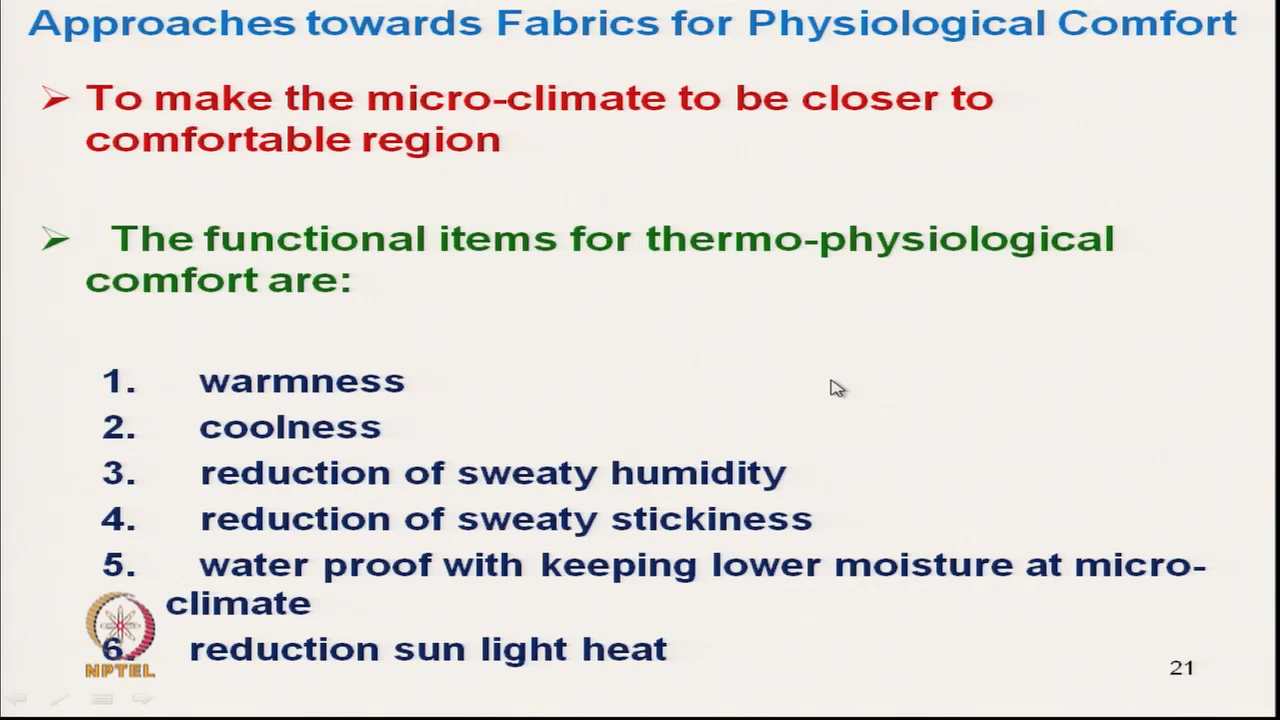 Approaches towards Fabrics for Physiological Comfort
To make the micro-climate to be closer to
comfortable region
The functional items for thermo-physiological
comfort are:
1. warmness
2. coolness
3. reduction of sweaty humidity
4. reduction of sweaty stickiness
5. water proof with keeping lower moisture at micro-
climate
6. reduction sun light heat
NPTEL
21